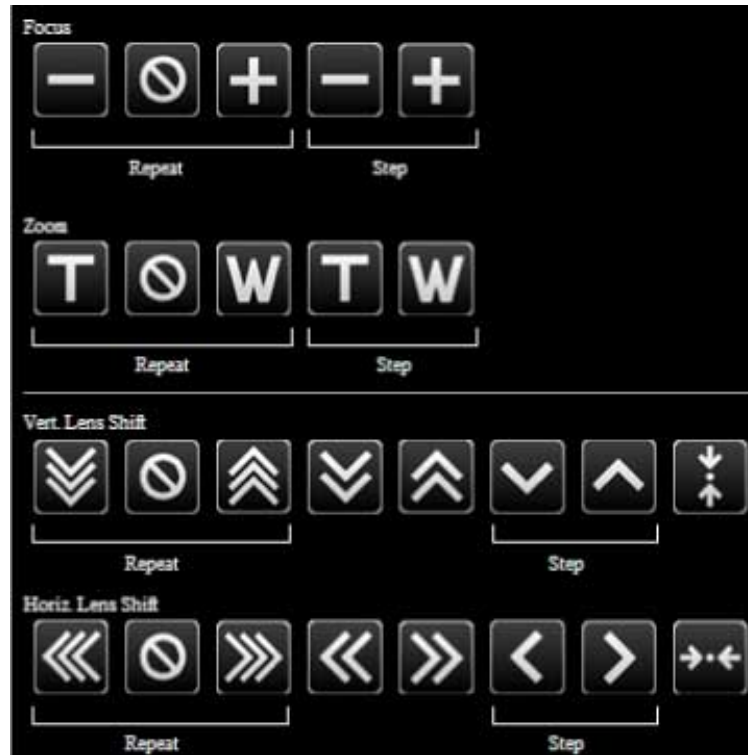 Focus
Repeat Step
Zoom
T W T W
Repeat Step
Vert. Lens Shift
Repeat Step
Horiz. Lens Shift
Repeat Step